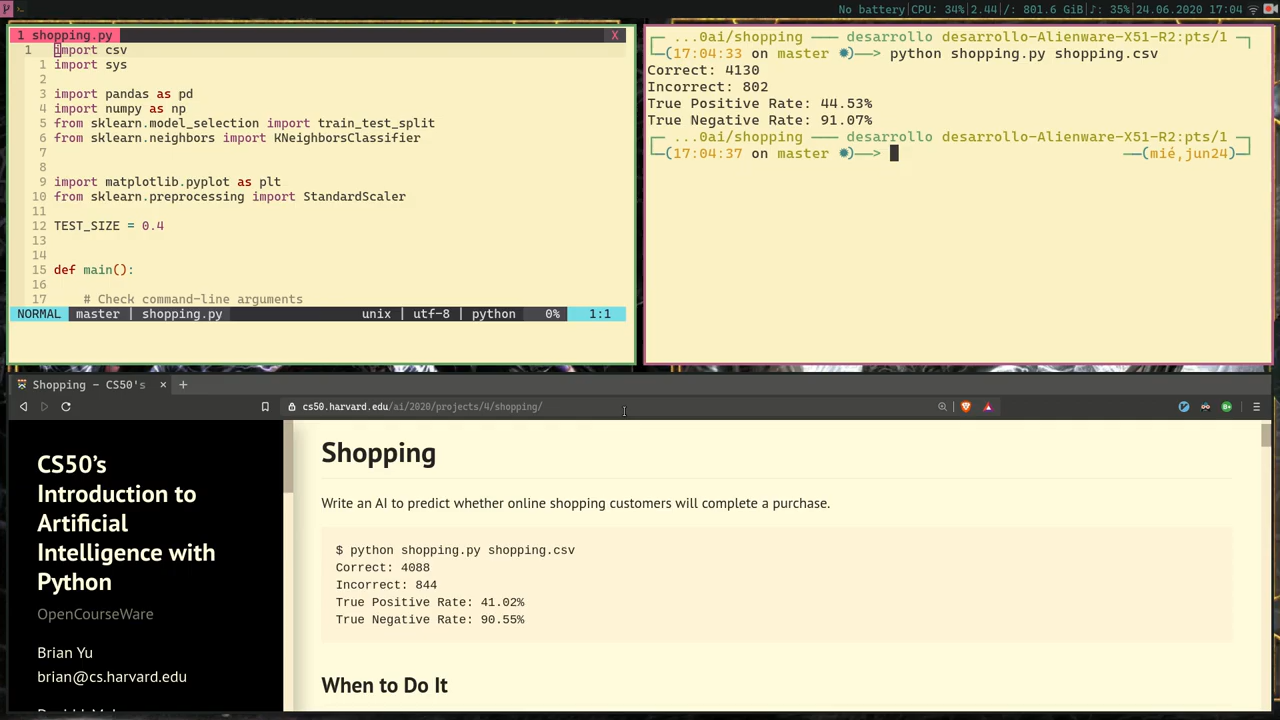 No battery|CPU: 34%|2.44 /: 801.6 GiB|♪: 35%|24.06.2020 17:04
1 shopping.py X
1 import csv
1 import sys
2
3 import pandas as pd
4 import numpy as np
5 from sklearn.model_selection import train_test_split
6 from sklearn.neighbors import KNeighborsClassifier
7
8
9 import matplotlib.pyplot as plt
10 from sklearn.preprocessing import StandardScaler
11
12 TEST_SIZE = 0.4
13
14
15 def main():
16
17 # Check command-line arguments
NORMAL master | shopping.py unix | utf-8 | python 0% 1:1
┌─ ...0ai/shopping ─── desarrollo desarrollo-Alienware-X51-R2:pts/1 ─┐
└─(17:04:33 on master ✹)──> python shopping.py shopping.csv
Correct: 4130
Incorrect: 802
True Positive Rate: 44.53%
True Negative Rate: 91.07%
┌─ ...0ai/shopping ─── desarrollo desarrollo-Alienware-X51-R2:pts/1 ─┐
└─(17:04:37 on master ✹)──> ──(mié,jun24)─┘
Shopping - CS50's × +
cs50.harvard.edu/ai/2020/projects/4/shopping/
CS50’s
Introduction to
Artificial
Intelligence with
Python
OpenCourseWare
Brian Yu
brian@cs.harvard.edu
Shopping
Write an AI to predict whether online shopping customers will complete a purchase.
$ python shopping.py shopping.csv
Correct: 4088
Incorrect: 844
True Positive Rate: 41.02%
True Negative Rate: 90.55%
When to Do It